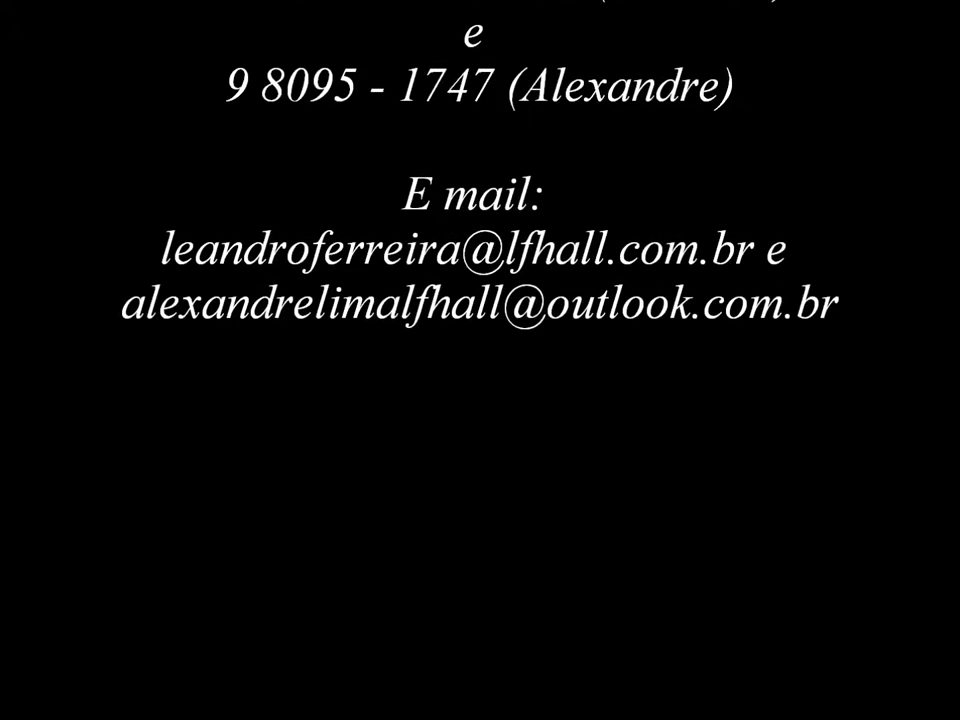 e
9 8095 - 1747 (Alexandre)
E mail:
leandroferreira@lfhall.com.br e
alexandrelimalfhall@outlook.com.br